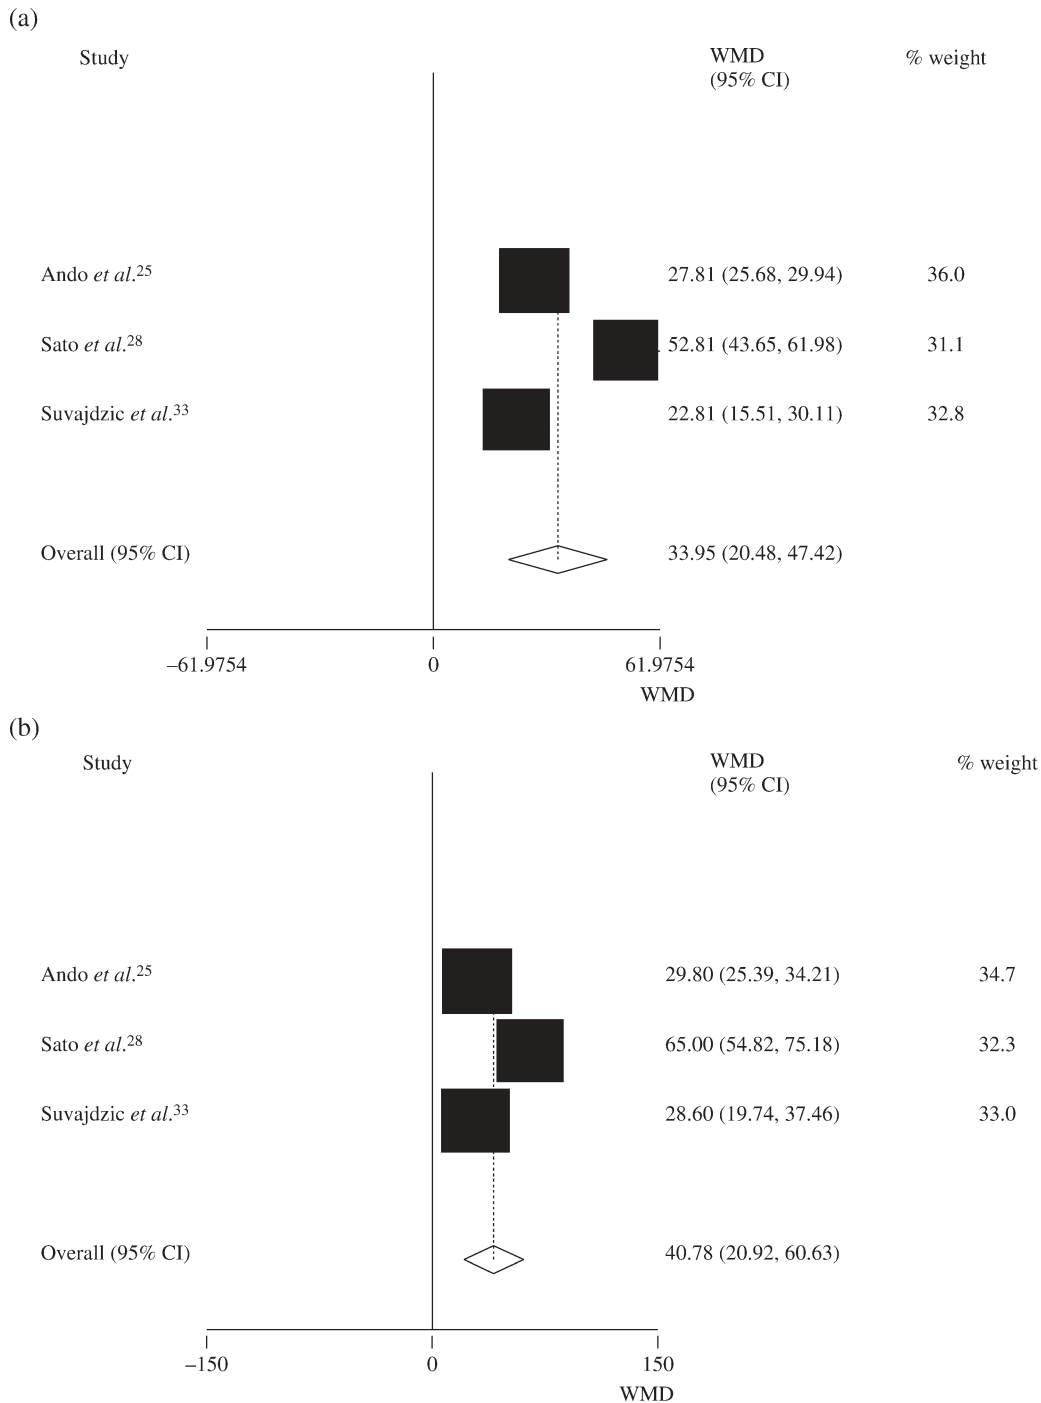 (a)
Study WMD % weight
(95% CI)
Ando et al.25 27.81 (25.68, 29.94) 36.0
Sato et al.28 52.81 (43.65, 61.98) 31.1
Suvajdzic et al.33 22.81 (15.51, 30.11) 32.8
Overall (95% CI) 33.95 (20.48, 47.42)
–61.9754 0 61.9754
WMD
(b)
Study WMD % weight
(95% CI)
Ando et al.25 29.80 (25.39, 34.21) 34.7
Sato et al.28 65.00 (54.82, 75.18) 32.3
Suvajdzic et al.33 28.60 (19.74, 37.46) 33.0
Overall (95% CI) 40.78 (20.92, 60.63)
–150 0 150
WMD